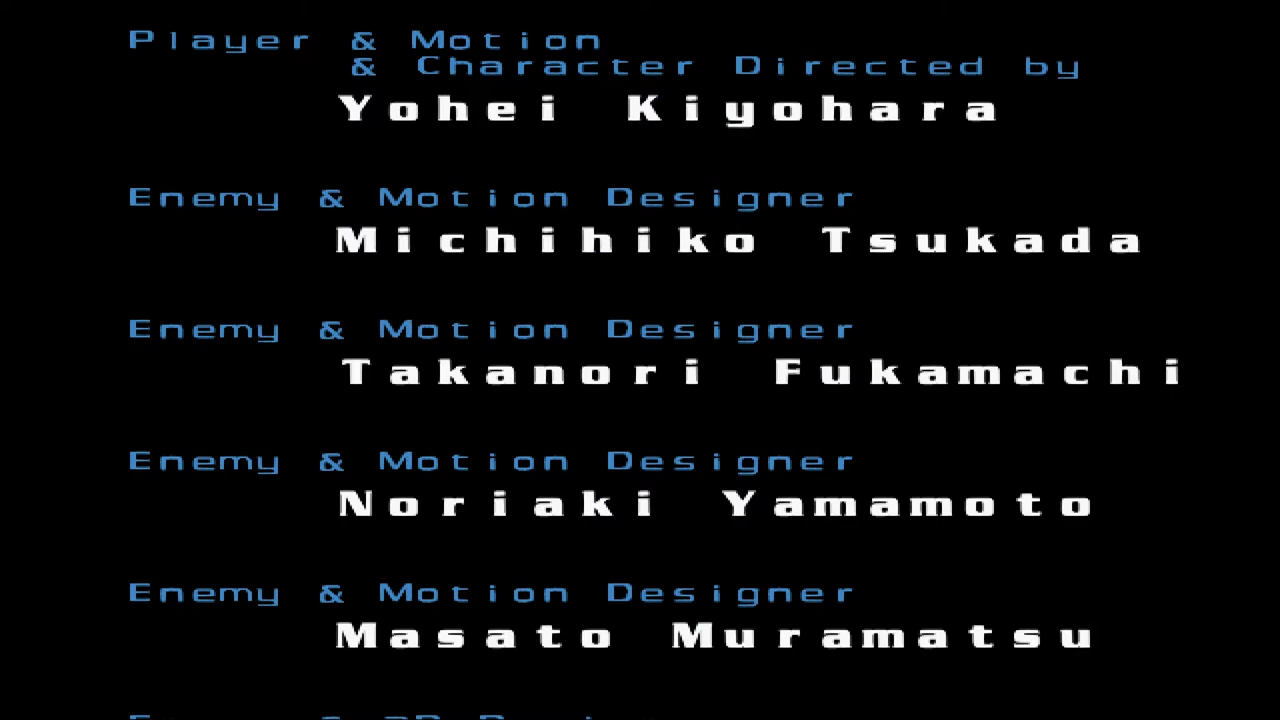 Player & Motion
& Character Directed by
Yohei Kiyohara
Enemy & Motion Designer
Michihiko Tsukada
Enemy & Motion Designer
Takanori Fukamachi
Enemy & Motion Designer
Noriaki Yamamoto
Enemy & Motion Designer
Masato Muramatsu